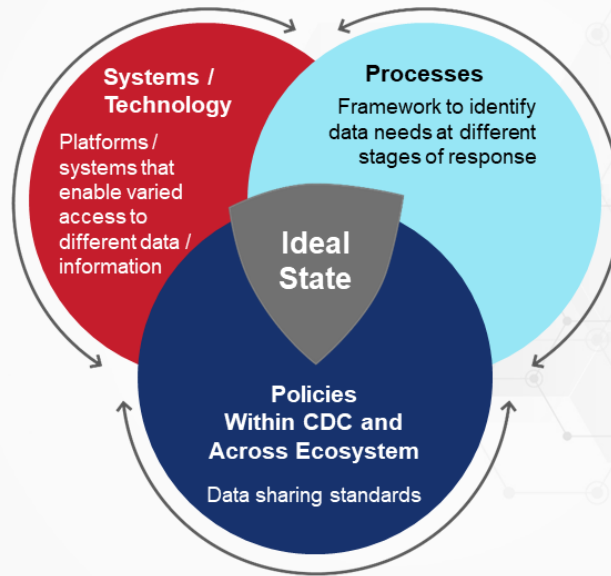 Systems /
Technology
Platforms /
systems that
enable varied
access to
different data /
information
Processes
Framework to identify
data needs at different
stages of response
Ideal
State
Policies
Within CDC and
Across Ecosystem
Data sharing standards